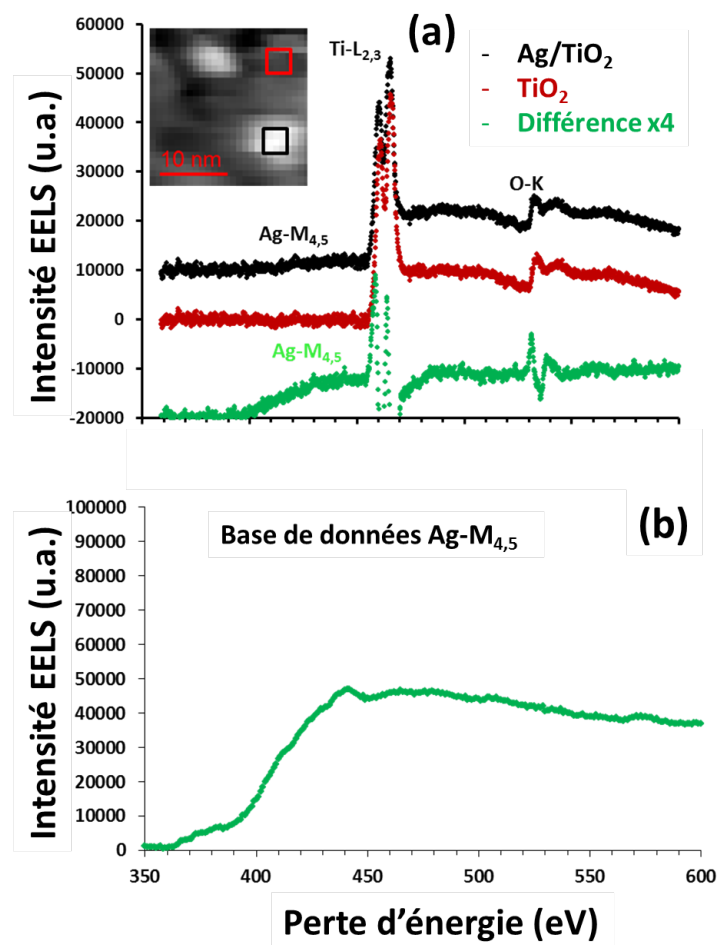 (a)
Intensité EELS (u.a.)
60000
50000
40000
30000
20000
10000
0
-10000
-20000
10 nm
Ti-L2,3
- Ag/TiO2
- TiO2
- Différence x4
O-K
Ag-M4,5
Ag-M4,5
(b)
Base de données Ag-M4,5
Intensité EELS (u.a.)
100000
90000
80000
70000
60000
50000
40000
30000
20000
10000
0
350 400 450 500 550 600
Perte d’énergie (eV)